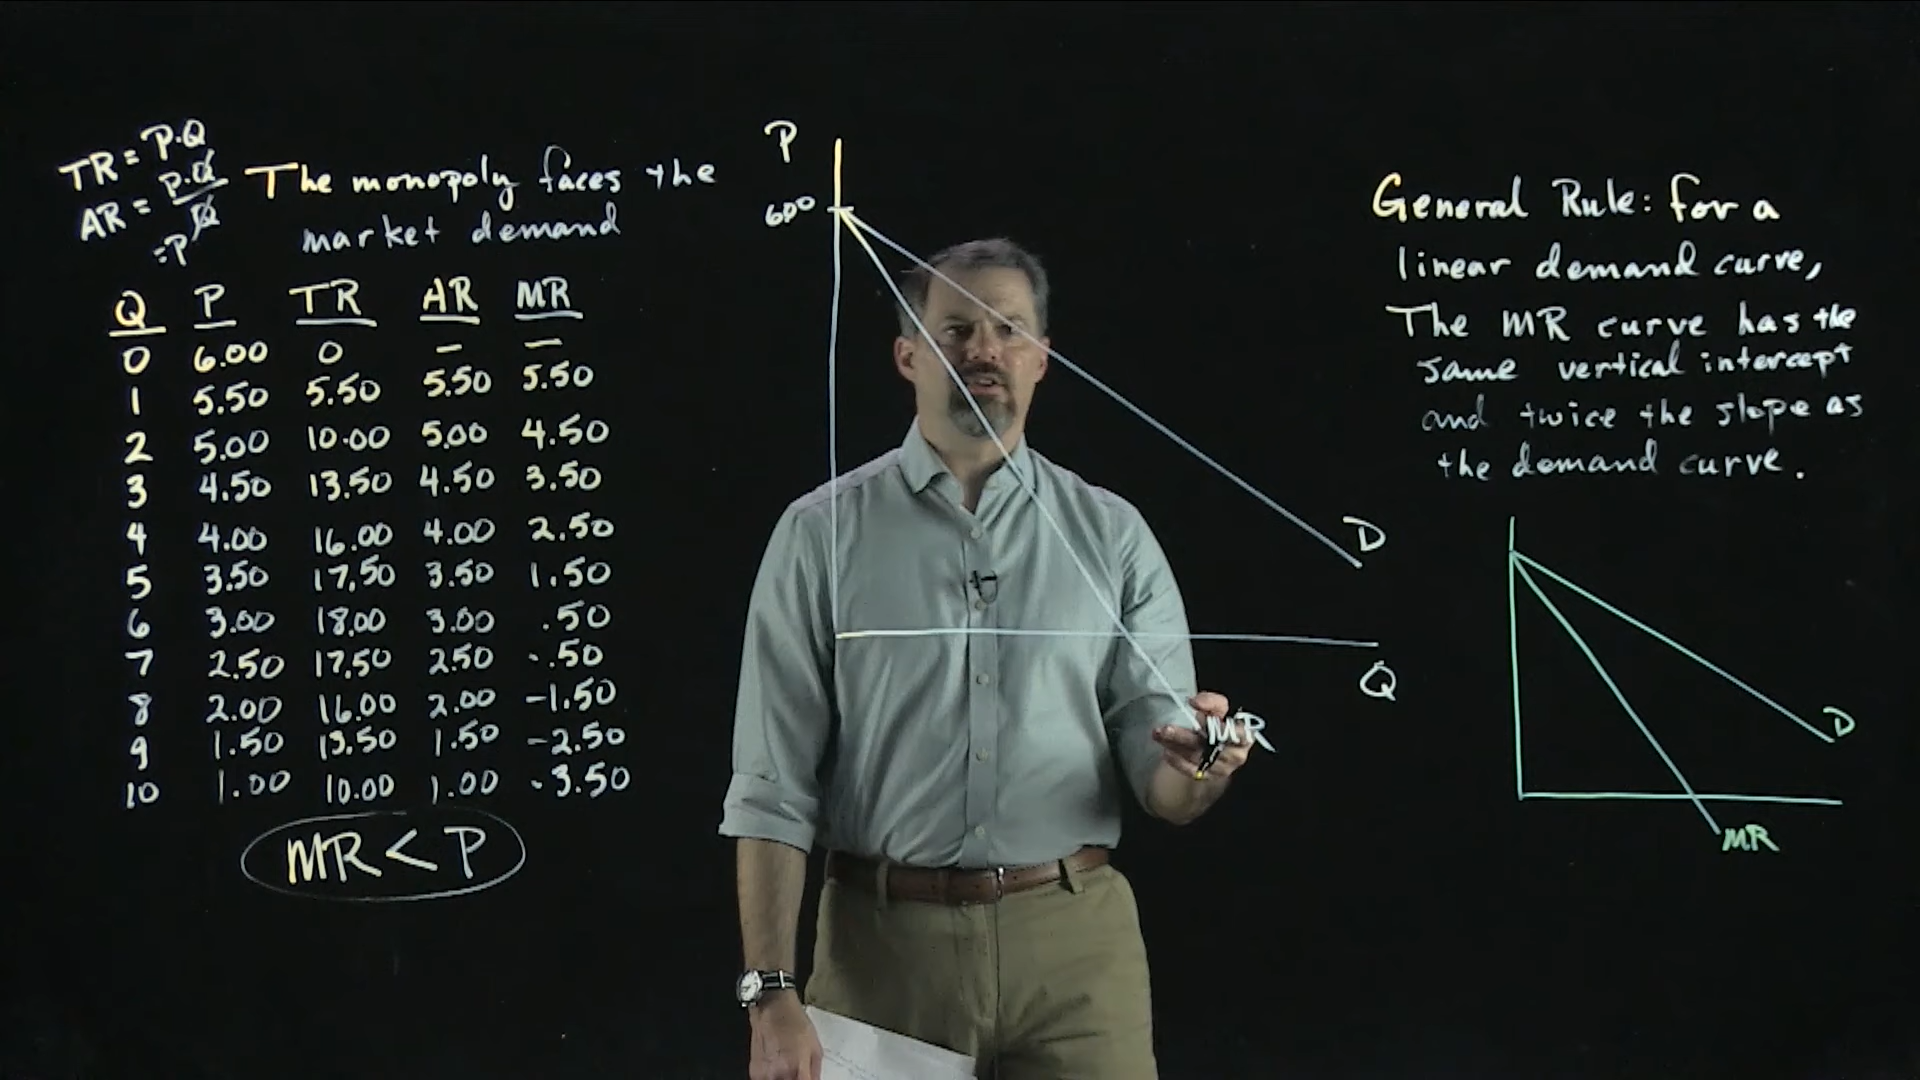 TR = P·Q
AR = P·Q / Q
=P
The monopoly faces the
market demand
Q P TR AR MR
0 6.00 0 — —
1 5.50 5.50 5.50 5.50
2 5.00 10.00 5.00 4.50
3 4.50 13.50 4.50 3.50
4 4.00 16.00 4.00 2.50
5 3.50 17.50 3.50 1.50
6 3.00 18.00 3.00 .50
7 2.50 17.50 2.50 -.50
8 2.00 16.00 2.00 -1.50
9 1.50 13.50 1.50 -2.50
10 1.00 10.00 1.00 -3.50
MR < P
P
6.00
D
Q
MR
General Rule: for a
linear demand curve,
The MR curve has the
same vertical intercept
and twice the slope as
the demand curve.
D
MR